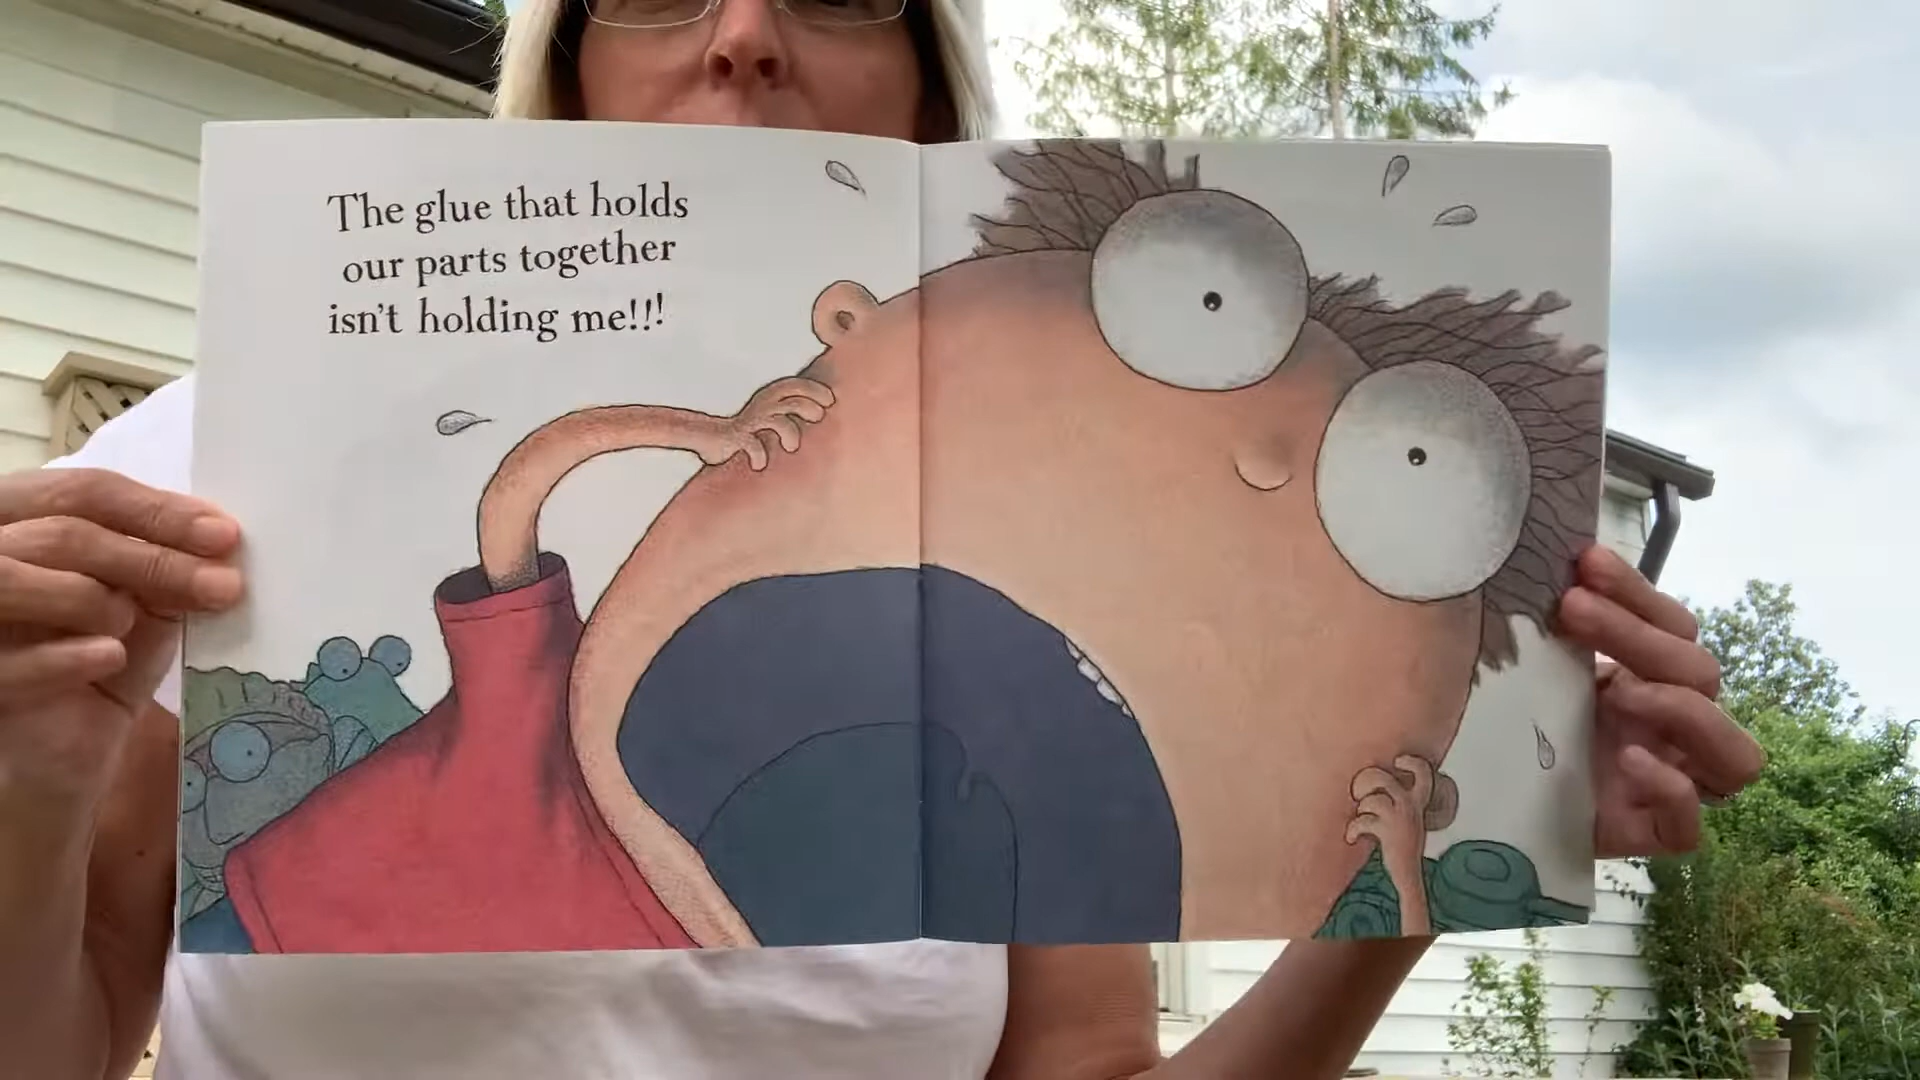 The glue that holds
our parts together
isn't holding me!!!